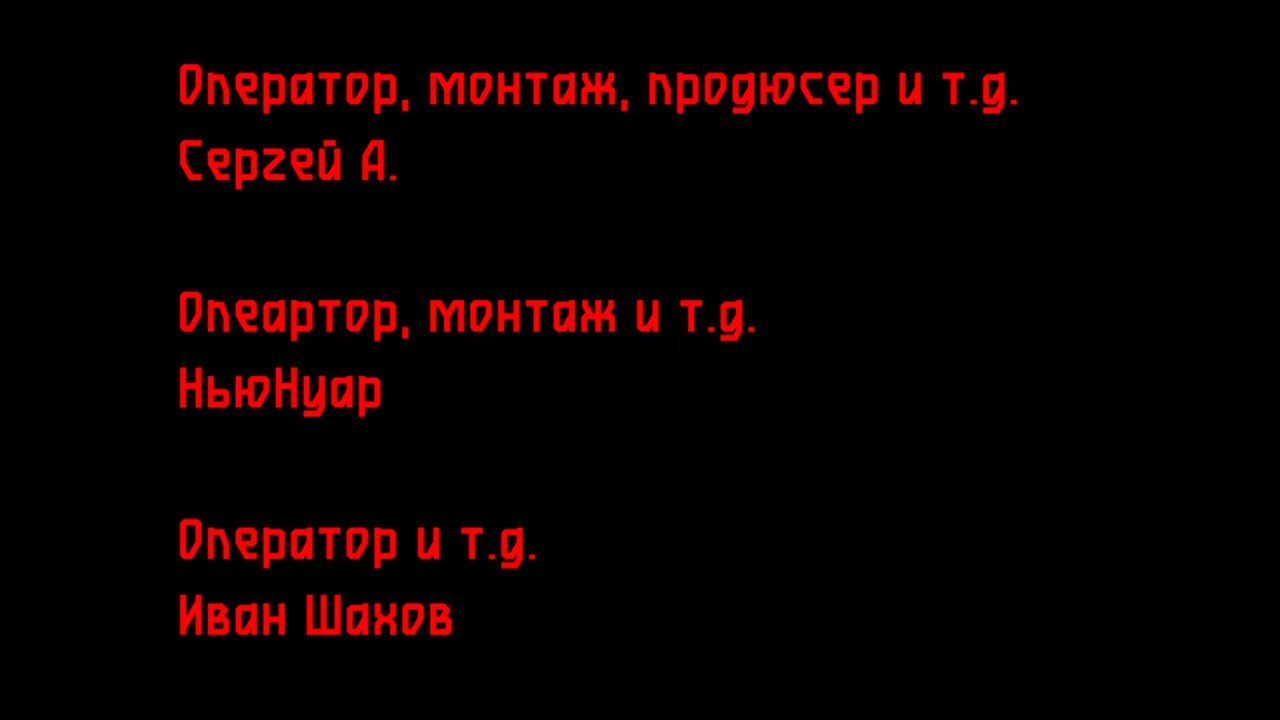 Оператор, монтаж, продюсер и т.д.
Сергей А.
Опеартор, монтаж и т.д.
НьюНуар
Оператор и т.д.
Иван Шахов